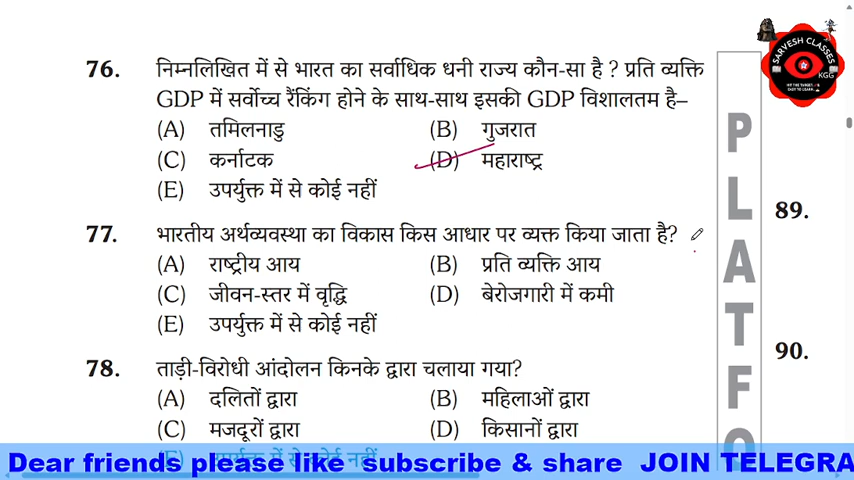 76. निम्नलिखित में से भारत का सर्वाधिक धनी राज्य कौन-सा है ? प्रति व्यक्ति
GDP में सर्वोच्च रैंकिंग होने के साथ-साथ इसकी GDP विशालतम है–
(A) तमिलनाडु (B) गुजरात
(C) कर्नाटक (D) महाराष्ट्र
(E) उपर्युक्त में से कोई नहीं
77. भारतीय अर्थव्यवस्था का विकास किस आधार पर व्यक्त किया जाता है?
(A) राष्ट्रीय आय (B) प्रति व्यक्ति आय
(C) जीवन-स्तर में वृद्धि (D) बेरोजगारी में कमी
(E) उपर्युक्त में से कोई नहीं
78. ताड़ी-विरोधी आंदोलन किनके द्वारा चलाया गया?
(A) दलितों द्वारा (B) महिलाओं द्वारा
(C) मजदूरों द्वारा (D) किसानों द्वारा
(E) उपर्युक्त में से कोई नहीं
PLATFO
89.
90.
SARVESH CLASSES
KGG
Dear friends please like subscribe & share JOIN TELEGRA